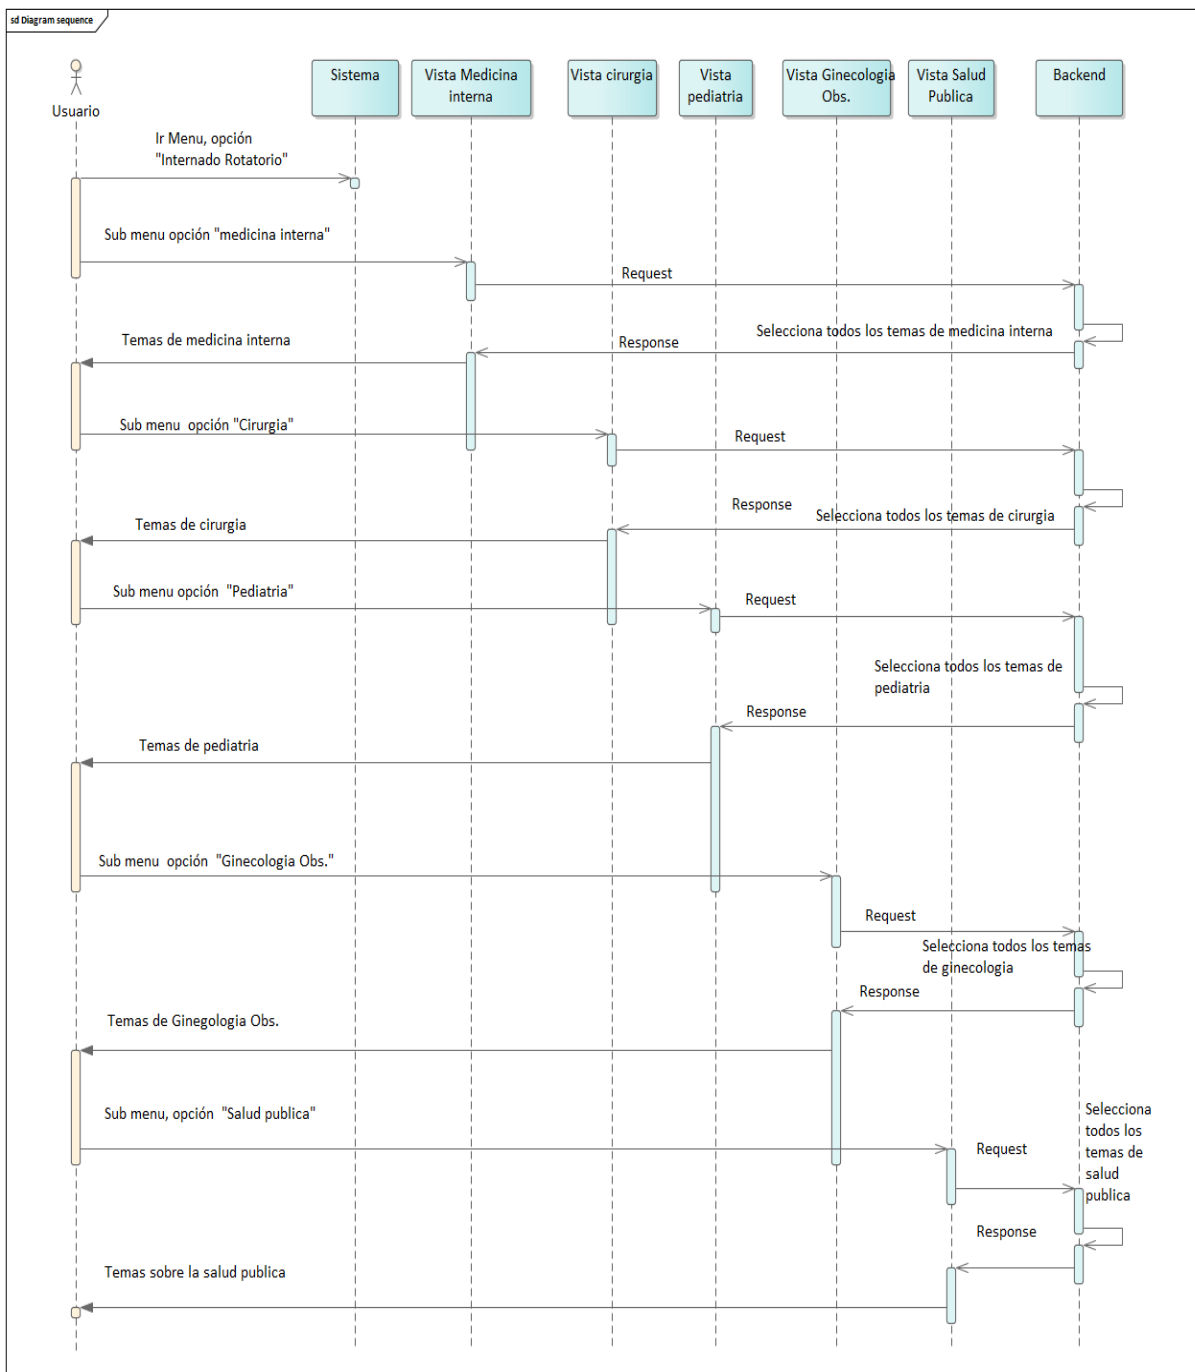 sd Diagram sequence
Usuario
Sistema
Vista Medicina
interna
Vista cirurgia
Vista
pediatria
Vista Ginecologia
Obs.
Vista Salud
Publica
Backend
Ir Menu, opción
"Internado Rotatorio"
Sub menu opción "medicina interna"
Request
Selecciona todos los temas de medicina interna
Response
Temas de medicina interna
Sub menu  opción "Cirurgia"
Request
Response
Selecciona todos los temas de cirurgia
Temas de cirurgia
Sub menu opción  "Pediatria"
Request
Selecciona todos los temas de
pediatria
Response
Temas de pediatria
Sub menu  opción  "Ginecologia Obs."
Request
Selecciona todos los temas
de ginecologia
Response
Temas de Ginegologia Obs.
Sub menu, opción  "Salud publica"
Selecciona
todos los
temas de
salud
publica
Request
Response
Temas sobre la salud publica